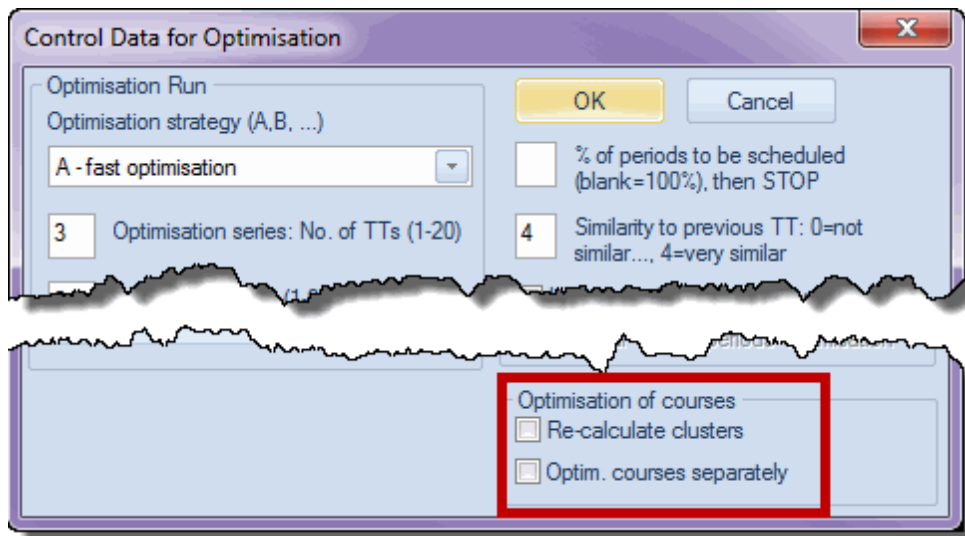 Control Data for Optimisation
Optimisation Run
Optimisation strategy (A,B, ...)
A - fast optimisation
3 Optimisation series: No. of TTs (1-20)
OK Cancel
% of periods to be scheduled
(blank=100%), then STOP
4 Similarity to previous TT: 0=not
similar..., 4=very similar
Optimisation of courses
Re-calculate clusters
Optim. courses separately